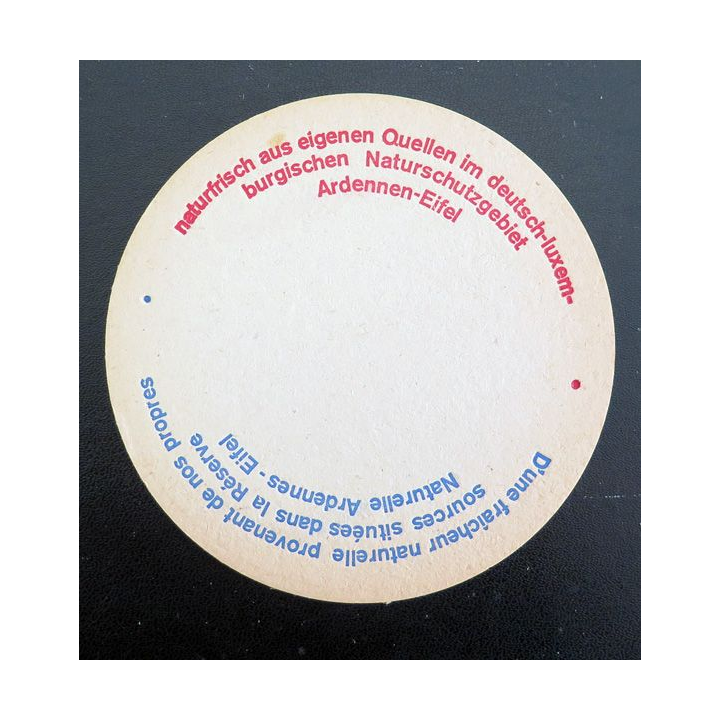 naturfrisch aus eigenen Quellen im deutsch-luxem-
burgischen Naturschutzgebiet
Ardennen-Eifel
D'une fraîcheur naturelle provenant de nos propres
sources situées dans la Réserve
Naturelle Ardennes - Eifel